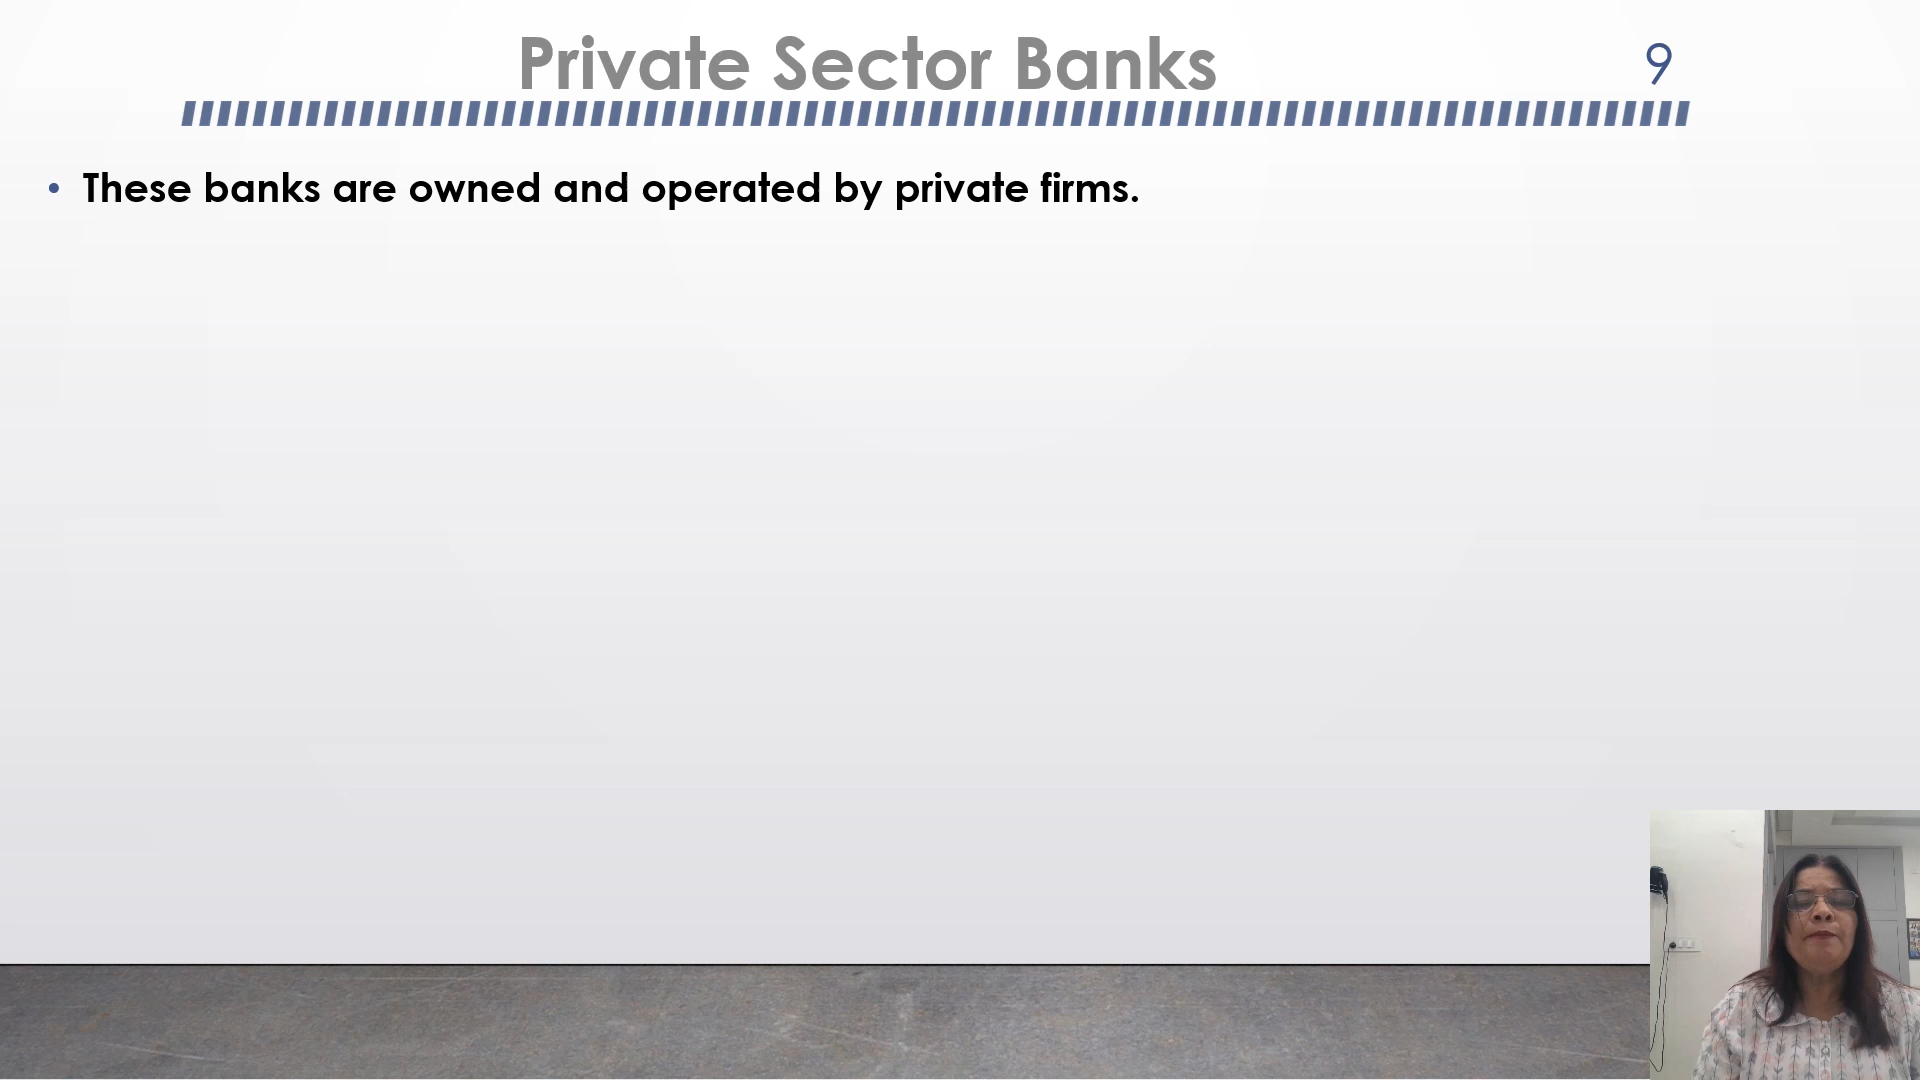 Private Sector Banks
9
• These banks are owned and operated by private firms.